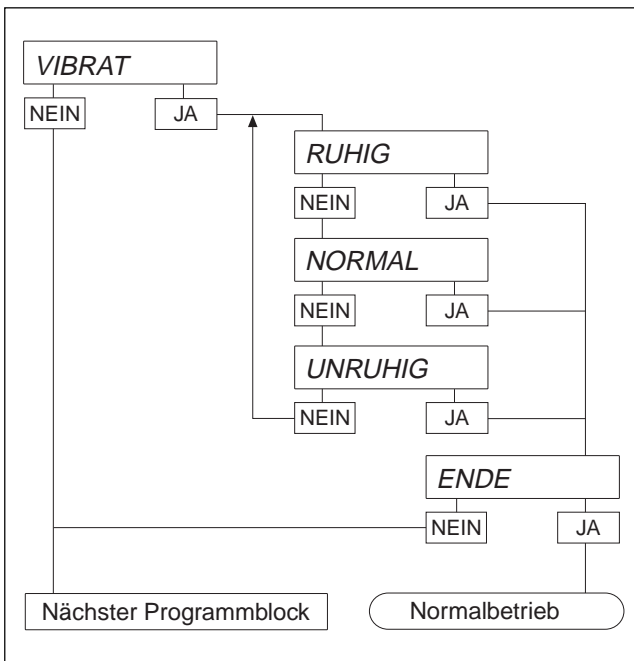 VIBRAT
NEIN JA
RUHIG
NEIN JA
NORMAL
NEIN JA
UNRUHIG
NEIN JA
ENDE
NEIN JA
Nächster Programmblock Normalbetrieb